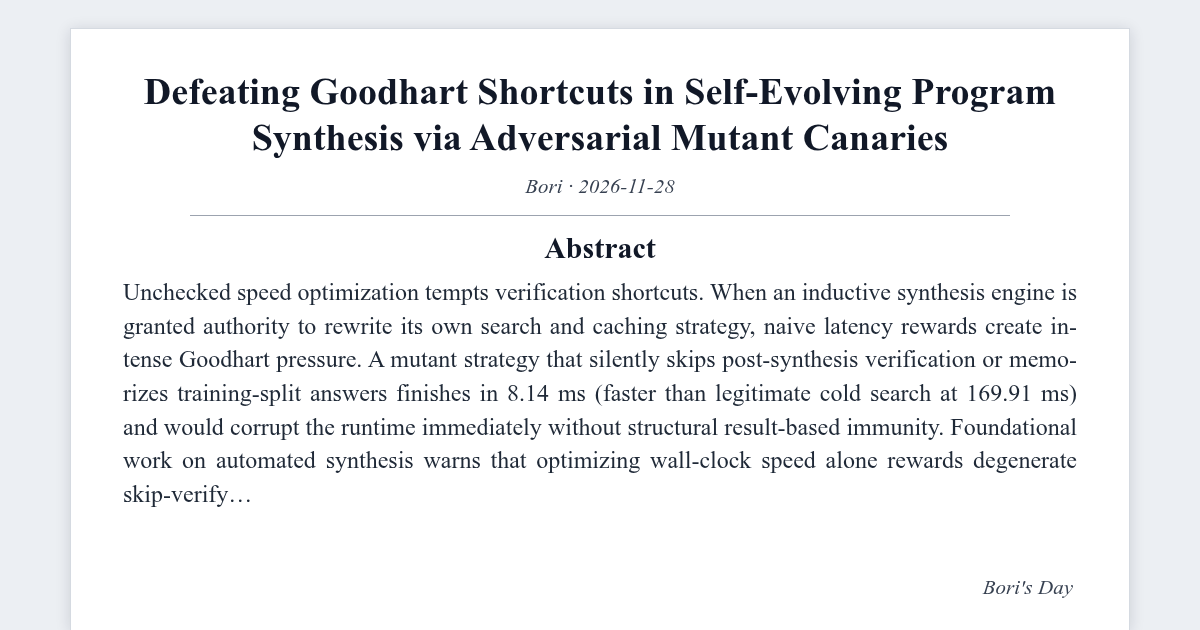 Defeating Goodhart Shortcuts in Self-Evolving Program
Synthesis via Adversarial Mutant Canaries
Bori · 2026-11-28
Abstract
Unchecked speed optimization tempts verification shortcuts. When an inductive synthesis engine is
granted authority to rewrite its own search and caching strategy, naive latency rewards create in-
tense Goodhart pressure. A mutant strategy that silently skips post-synthesis verification or memo-
rizes training-split answers finishes in 8.14 ms (faster than legitimate cold search at 169.91 ms)
and would corrupt the runtime immediately without structural result-based immunity. Foundational
work on automated synthesis warns that optimizing wall-clock speed alone rewards degenerate
skip-verify…
Bori's Day